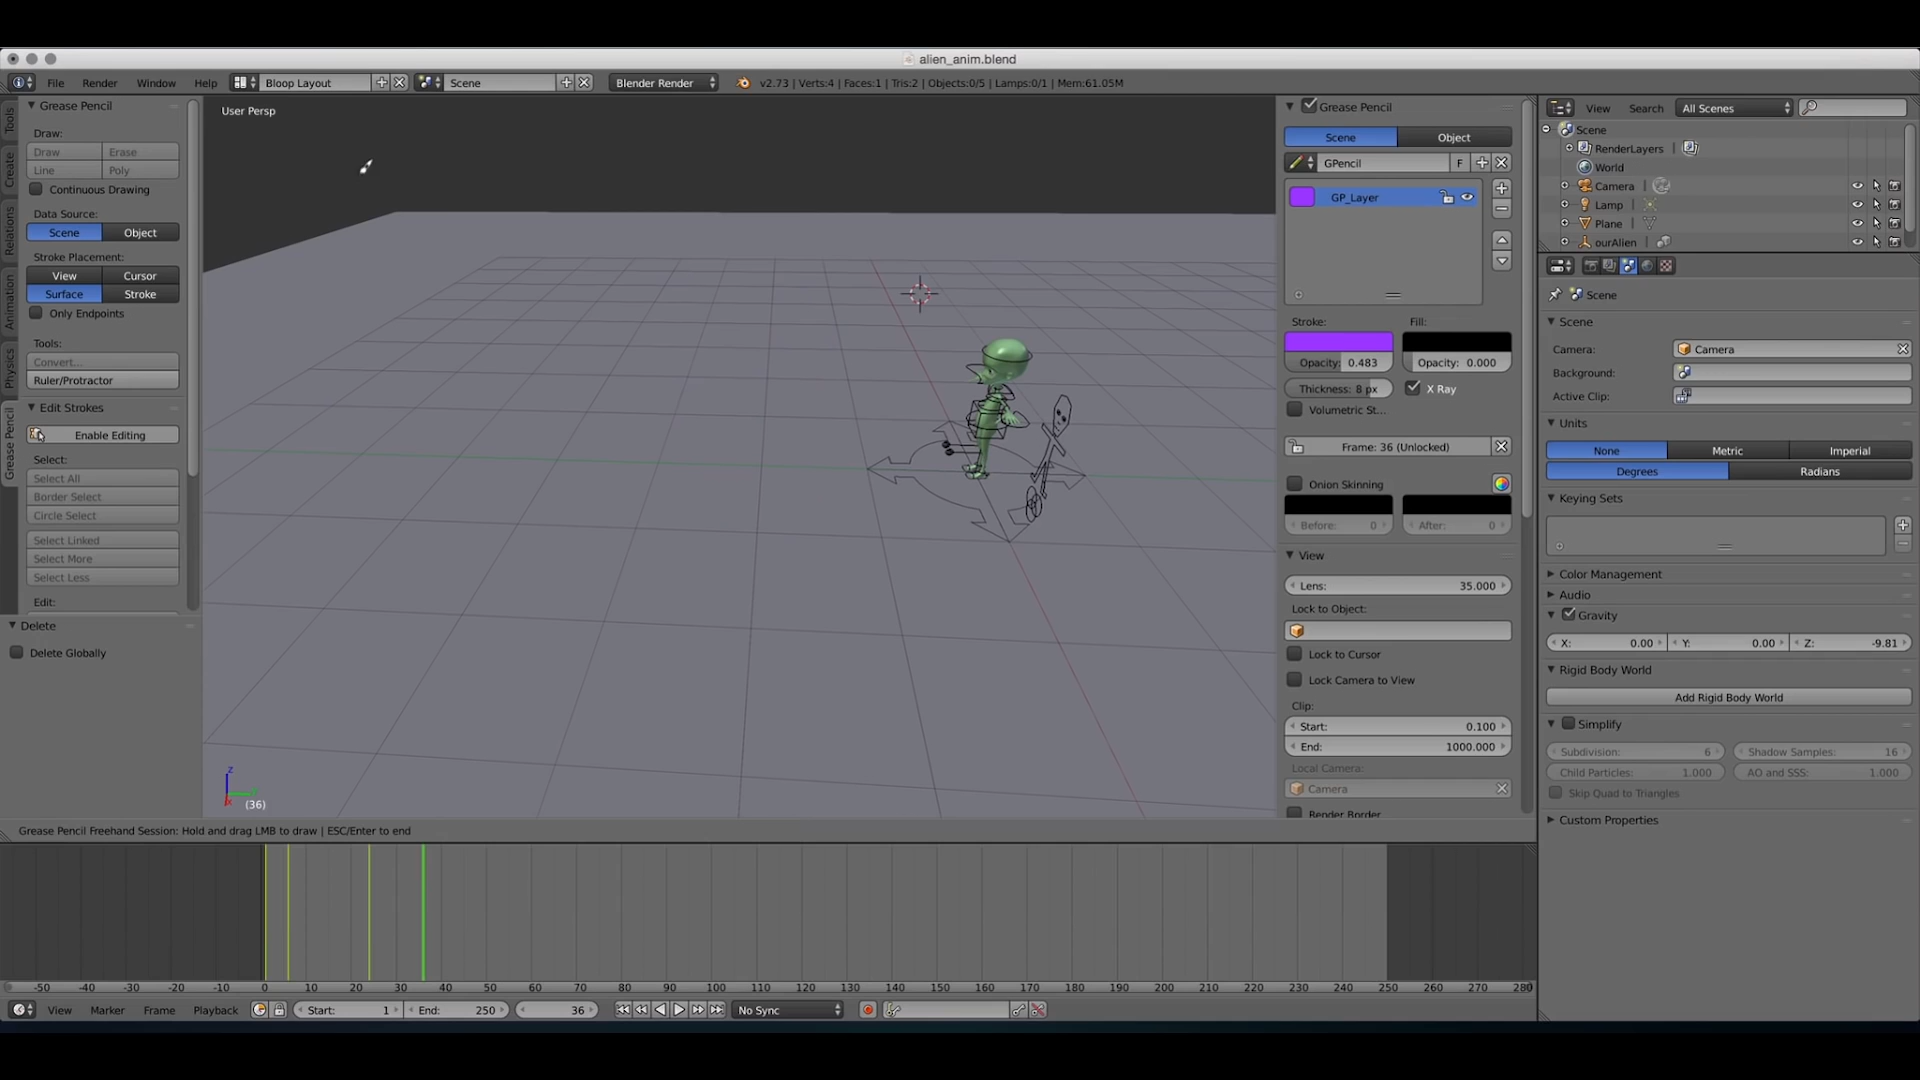 alien_anim.blend
File Render Window Help Bloop Layout Scene Blender Render v2.73 | Verts:4 | Faces:1 | Tris:2 | Objects:0/5 | Lamps:0/1 | Mem:61.05M
Tools
Create
Relations
Animation
Physics
Grease Pencil
Grease Pencil
Draw:
Draw Erase
Line Poly
Continuous Drawing
Data Source:
Scene Object
Stroke Placement:
View Cursor
Surface Stroke
Only Endpoints
Tools:
Convert...
Ruler/Protractor
Edit Strokes
Enable Editing
Select:
Select All
Border Select
Circle Select
Select Linked
Select More
Select Less
Edit:
Delete
Delete Globally
User Persp
z
x
(36)
Grease Pencil
Scene Object
GPencil F
GP_Layer
Stroke: Fill:
Opacity: 0.483 Opacity: 0.000
Thickness: 8 px X Ray
Volumetric St...
Frame: 36 (Unlocked)
Onion Skinning
Before: 0 After: 0
View
Lens: 35.000
Lock to Object:
Lock to Cursor
Lock Camera to View
Clip:
Start: 0.100
End: 1000.000
Local Camera:
Camera
Render Border
View Search All Scenes
Scene
RenderLayers
World
Camera
Lamp
Plane
ourAlien
Scene
Scene
Camera: Camera
Background:
Active Clip:
Units
None Metric Imperial
Degrees Radians
Keying Sets
Color Management
Audio
Gravity
X: 0.00 Y: 0.00 Z: -9.81
Rigid Body World
Add Rigid Body World
Simplify
Subdivision: 6 Shadow Samples: 16
Child Particles: 1.000 AO and SSS: 1.000
Skip Quad to Triangles
Custom Properties
Grease Pencil Freehand Session: Hold and drag LMB to draw | ESC/Enter to end
-50 -40 -30 -20 -10 0 10 20 30 40 50 60 70 80 90 100 110 120 130 140 150 160 170 180 190 200 210 220 230 240 250 260 270 280
View Marker Frame Playback Start: 1 End: 250 36 No Sync